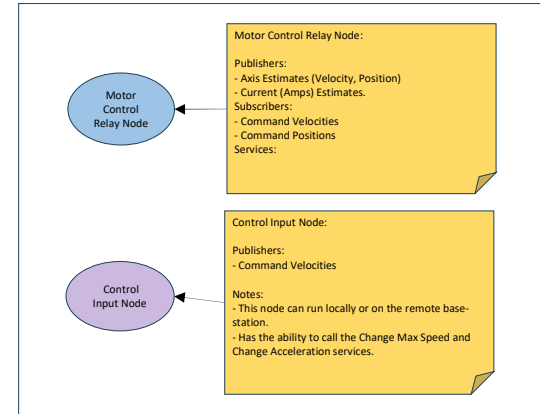 Motor Control Relay Node:
Publishers:
- Axis Estimates (Velocity, Position)
- Current (Amps) Estimates.
Subscribers:
- Command Velocities
- Command Positions
Services:
Motor
Control
Relay Node
Control Input Node:
Publishers:
- Command Velocities
Notes:
- This node can run locally or on the remote base-
station.
- Has the ability to call the Change Max Speed and
Change Acceleration services.
Control
Input Node